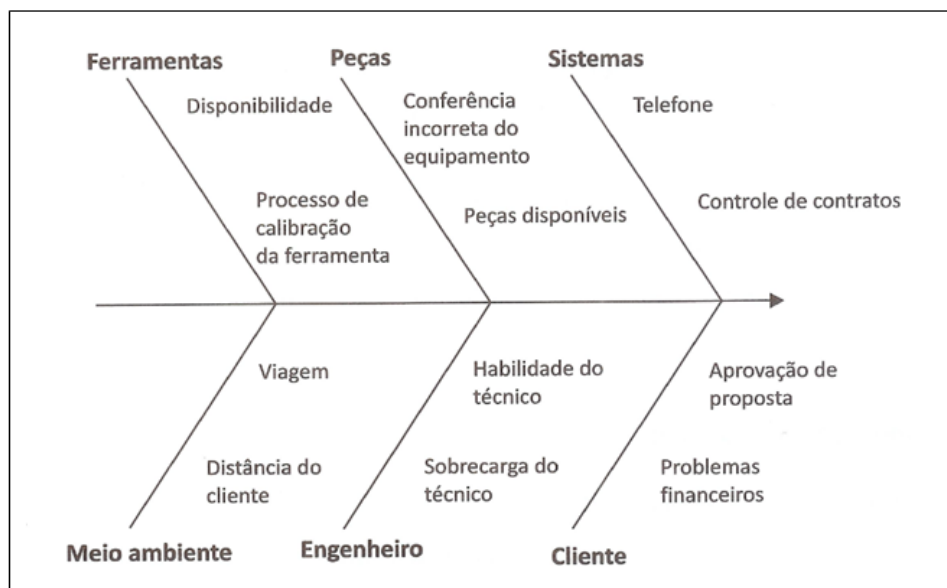 Ferramentas
Peças
Sistemas
Disponibilidade
Conferência
incorreta do
equipamento
Telefone
Processo de
calibração
da ferramenta
Peças disponíveis
Controle de contratos
Viagem
Habilidade do
técnico
Aprovação de
proposta
Distância do
cliente
Sobrecarga do
técnico
Problemas
financeiros
Meio ambiente
Engenheiro
Cliente